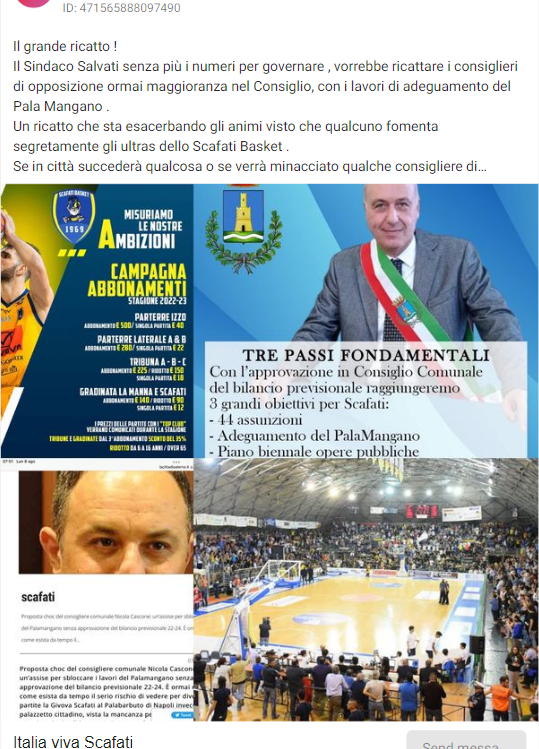 ID: 471565888097490
Il grande ricatto !
Il Sindaco Salvati senza più i numeri per governare , vorrebbe ricattare i consiglieri
di opposizione ormai maggioranza nel Consiglio, con i lavori di adeguamento del
Pala Mangano .
Un ricatto che sta esacerbando gli animi visto che qualcuno fomenta
segretamente gli ultras dello Scafati Basket .
Se in città succederà qualcosa o se verrà minacciato qualche consigliere di...
SCAFATI BASKET
1969
MISURIAMO
LE NOSTRE
AMBIZIONI
CAMPAGNA
ABBONAMENTI
STAGIONE 2022-23
PARTERRE IZZO
ABBONAMENTO € 500/ SINGOLA PARTITA € 40
PARTERRE LATERALE A & B
ABBONAMENTO € 280/ SINGOLA PARTITA € 22
TRIBUNA A - B - C
ABBONAMENTO € 225 / RIDOTTO € 150
SINGOLA PARTITA € 18
GRADINATA LA MANNA E SCAFATI
ABBONAMENTO € 140 / RIDOTTO € 90
SINGOLA PARTITA € 12
I PREZZI DELLE PARTITE CON I "TOP CLUB"
VERRANNO COMUNICATI DURANTE LA STAGIONE
TRIBUNE E GRADINATE DAL 3° ABBONAMENTO SCONTO DEL 35%
RIDOTTO DA 6 A 16 ANNI / OVER 65
TRE PASSI FONDAMENTALI
Con l'approvazione in Consiglio Comunale
del bilancio previsionale raggiungeremo
3 grandi obiettivi per Scafati:
- 44 assunzioni
- Adeguamento del PalaMangano
- Piano biennale opere pubbliche
07:51 Lun 8 ago
scafati
Proposta choc del consigliere comunale Nicola Cascone: un'assise per sblo
del Palamangano senza approvazione del bilancio previsionale 22-24. È orm
come esista da tempo il...
Proposta choc del consigliere comunale Nicola Cascon
un'assise per sbloccare i lavori del Palamangano senza
approvazione del bilancio previsionale 22-24. È ormai
come esista da tempo il serio rischio di vedere per div
partite la Givova Scafati al Palabarbuto di Napoli invec
palazzetto cittadino, vista la mancanza pe
Tweet
Italia viva Scafati
Send messa